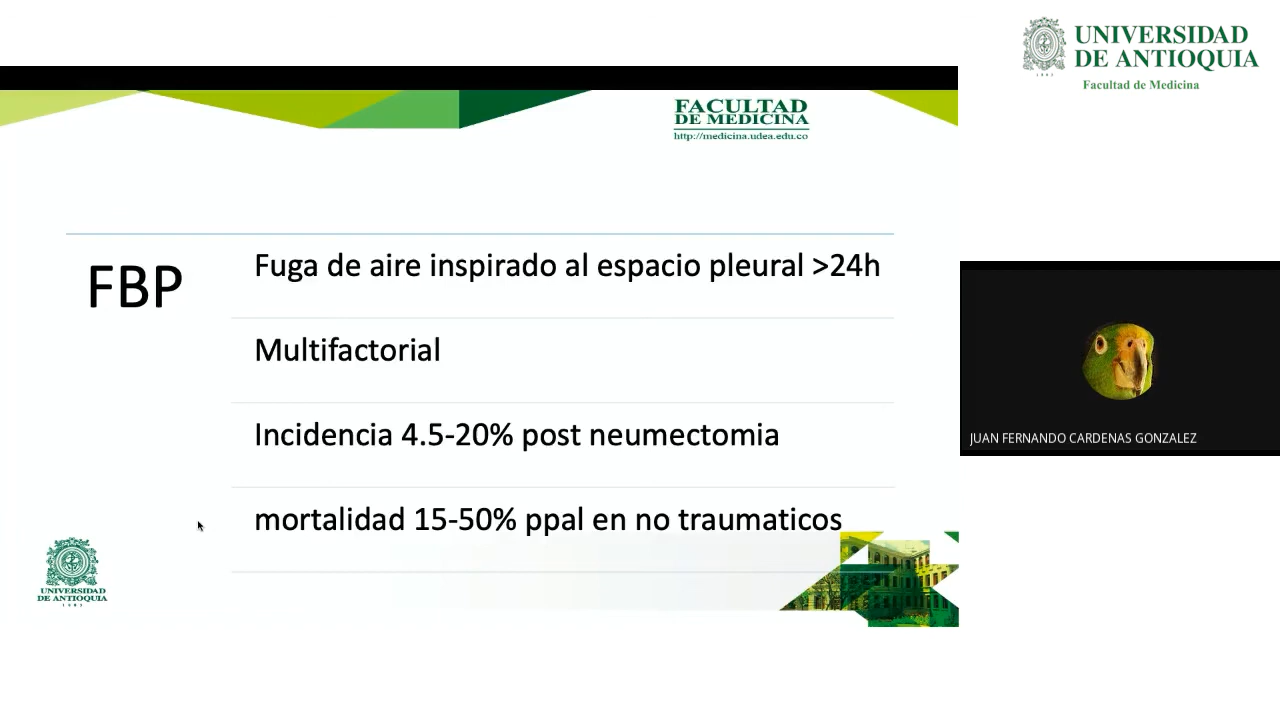 UNIVERSIDAD
DE ANTIOQUIA
1803
Facultad de Medicina
FACULTAD
DE MEDICINA
http://medicina.udea.edu.co
FBP
Fuga de aire inspirado al espacio pleural >24h
Multifactorial
Incidencia 4.5-20% post neumectomia
mortalidad 15-50% ppal en no traumaticos
UNIVERSIDAD
DE ANTIOQUIA
1803
JUAN FERNANDO CARDENAS GONZALEZ